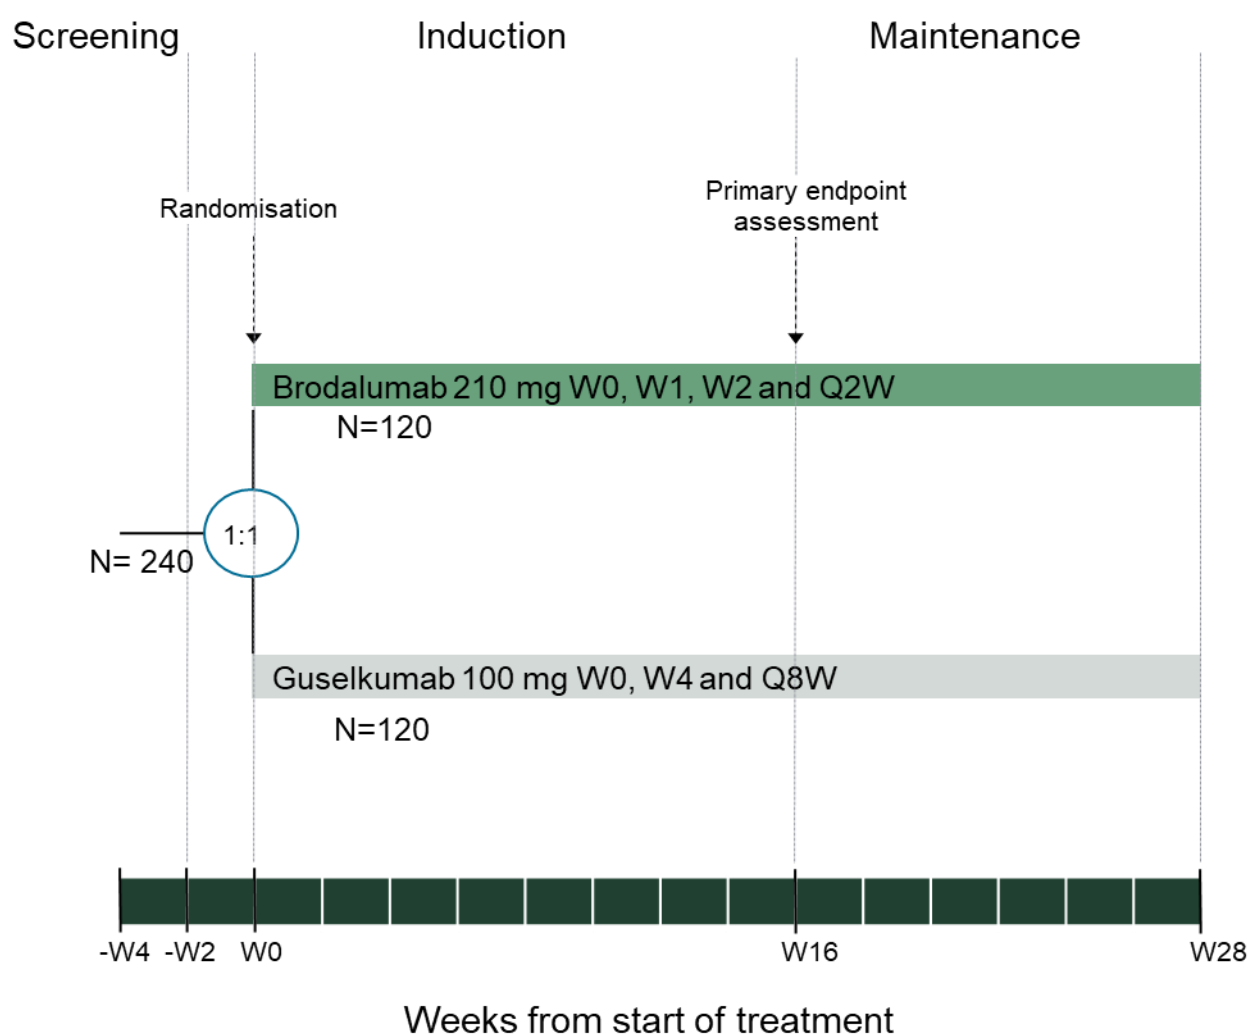 Screening
Induction
Maintenance
Randomisation
Primary endpoint
assessment
Brodalumab 210 mg W0, W1, W2 and Q2W
N=120
1:1
N= 240
Guselkumab 100 mg W0, W4 and Q8W
N=120
-W4
-W2
W0
W16
W28
Weeks from start of treatment